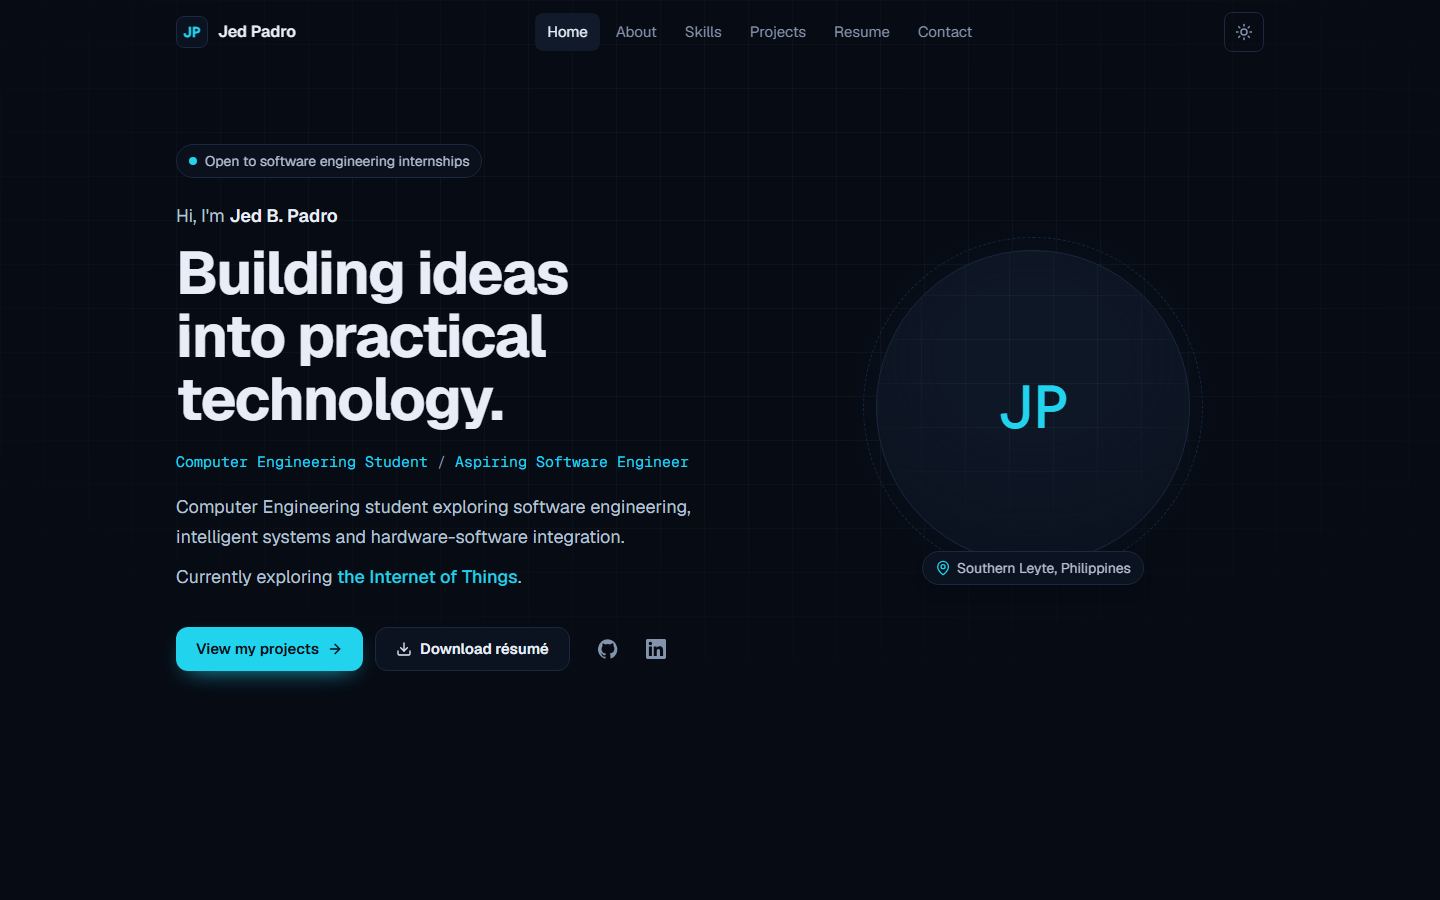 JP Jed Padro
Home About Skills Projects Resume Contact
Open to software engineering internships
Hi, I'm Jed B. Padro
Building ideas
into practical
technology.
Computer Engineering Student / Aspiring Software Engineer
Computer Engineering student exploring software engineering,
intelligent systems and hardware-software integration.
Currently exploring the Internet of Things.
View my projects
Download résumé
in
JP
Southern Leyte, Philippines